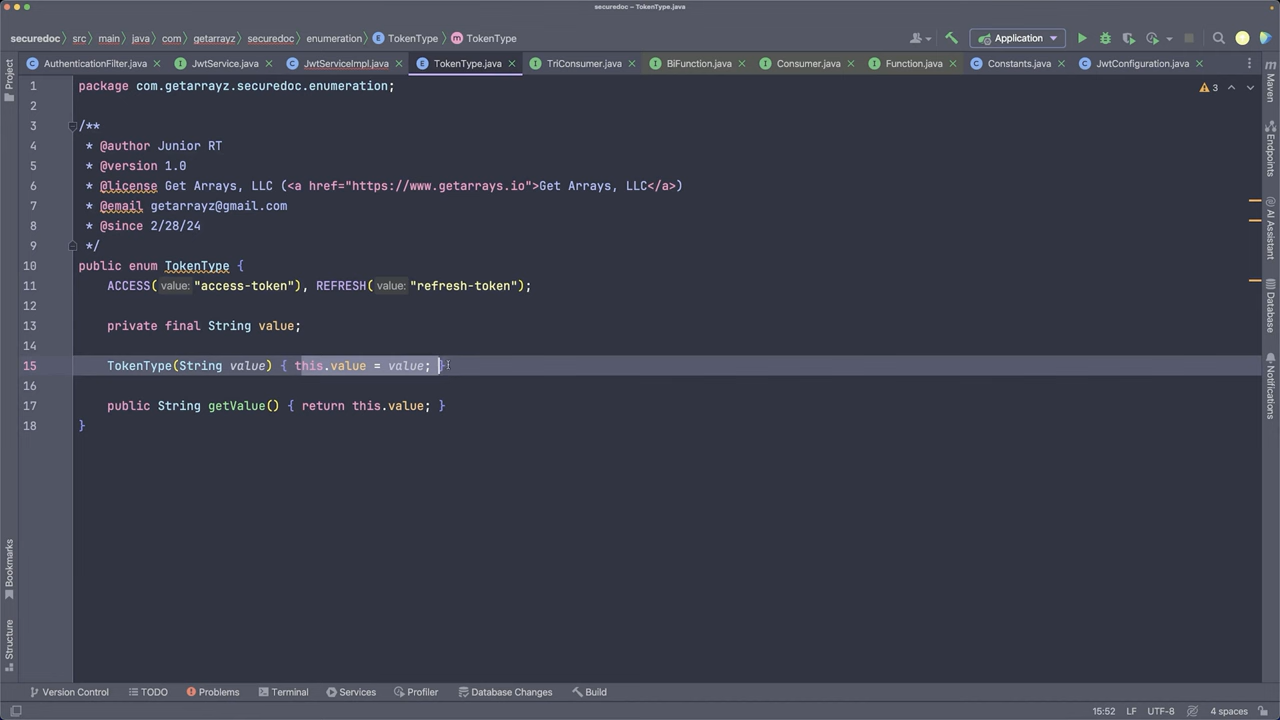 securedoc – TokenType.java
securedoc src main java com getarrayz securedoc enumeration TokenType TokenType Application
AuthenticationFilter.java JwtService.java JwtServiceImpl.java TokenType.java TriConsumer.java BiFunction.java Consumer.java Function.java Constants.java JwtConfiguration.java
Project
Bookmarks
Structure
1 package com.getarrayz.securedoc.enumeration;
2
3 /**
4 * @author Junior RT
5 * @version 1.0
6 * @license Get Arrays, LLC (<a href="https://www.getarrays.io">Get Arrays, LLC</a>)
7 * @email getarrayz@gmail.com
8 * @since 2/28/24
9 */
10 public enum TokenType {
11 ACCESS( value: "access-token"), REFRESH( value: "refresh-token");
12
13 private final String value;
14
15 TokenType(String value) { this.value = value; }
16
17 public String getValue() { return this.value; }
18 }
3
m
Maven
Endpoints
AI Assistant
Database
Notifications
Version Control TODO Problems Terminal Services Profiler Database Changes Build
15:52 LF UTF-8 4 spaces